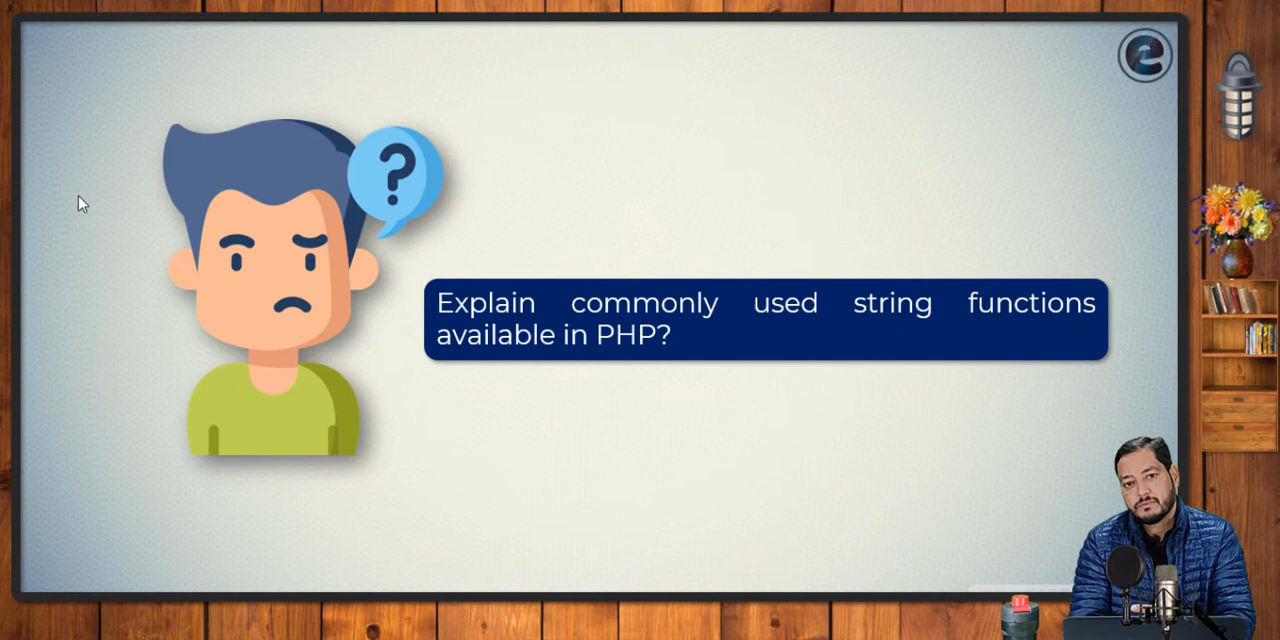 e
?
Explain commonly used string functions
available in PHP?